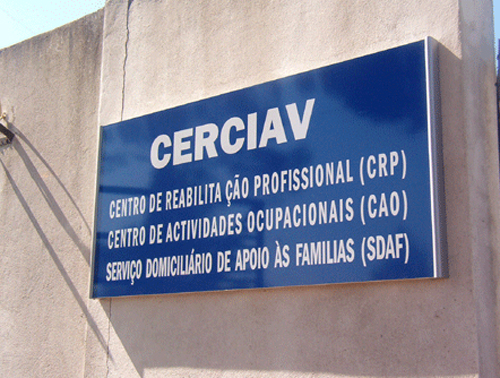 CERCIAV
CENTRO DE REABILITA ÇÃO PROFISSIONAL (CRP)
CENTRO DE ACTIVIDADES OCUPACIONAIS (CAO)
SERVIÇO DOMICILIÁRIO DE APOIO ÀS FAMILIAS (SDAF)